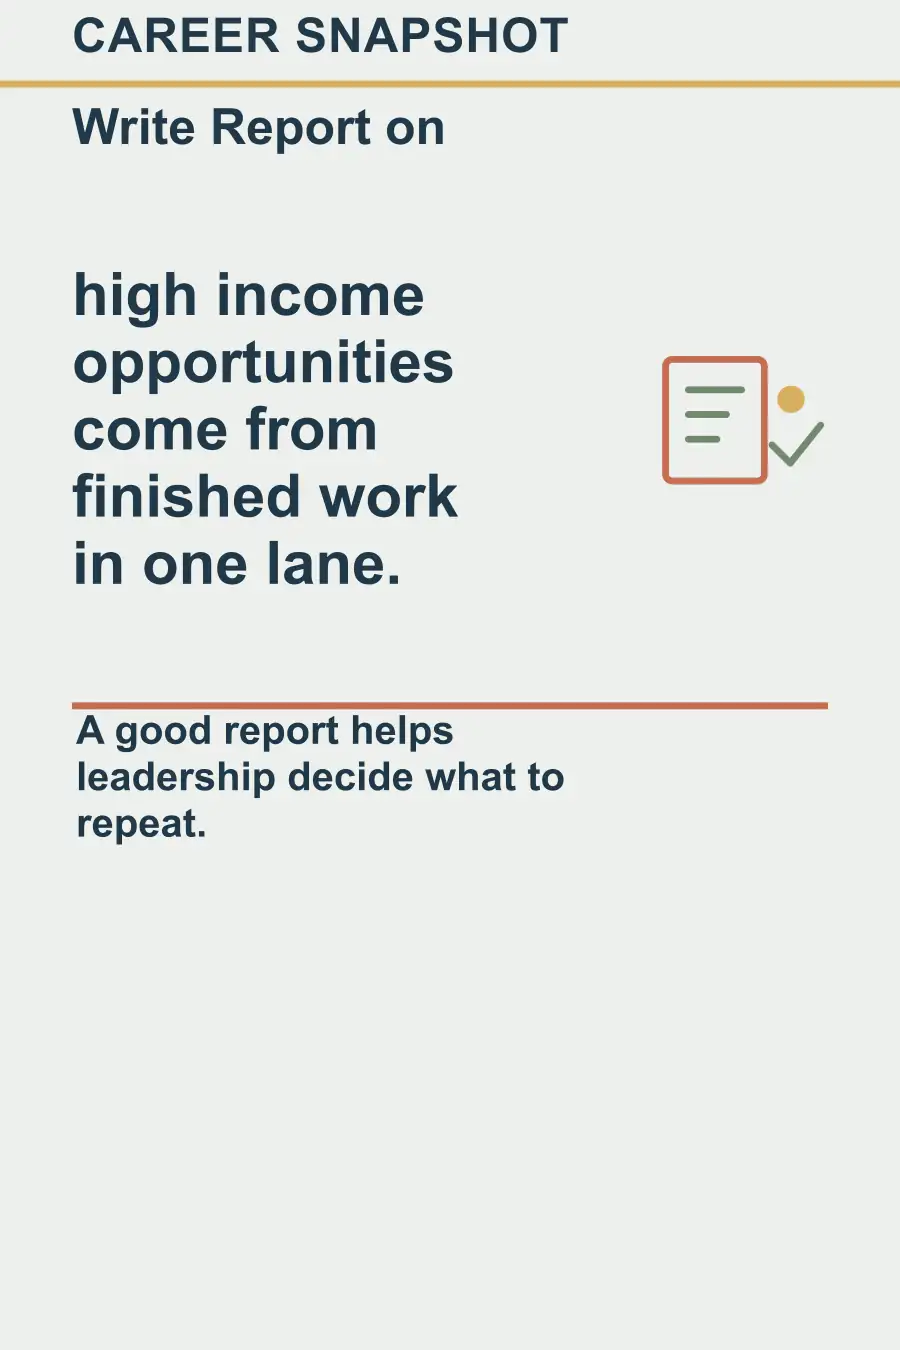 CAREER SNAPSHOT
Write Report on
high income
opportunities
come from
finished work
in one lane.
A good report helps
leadership decide what to
repeat.